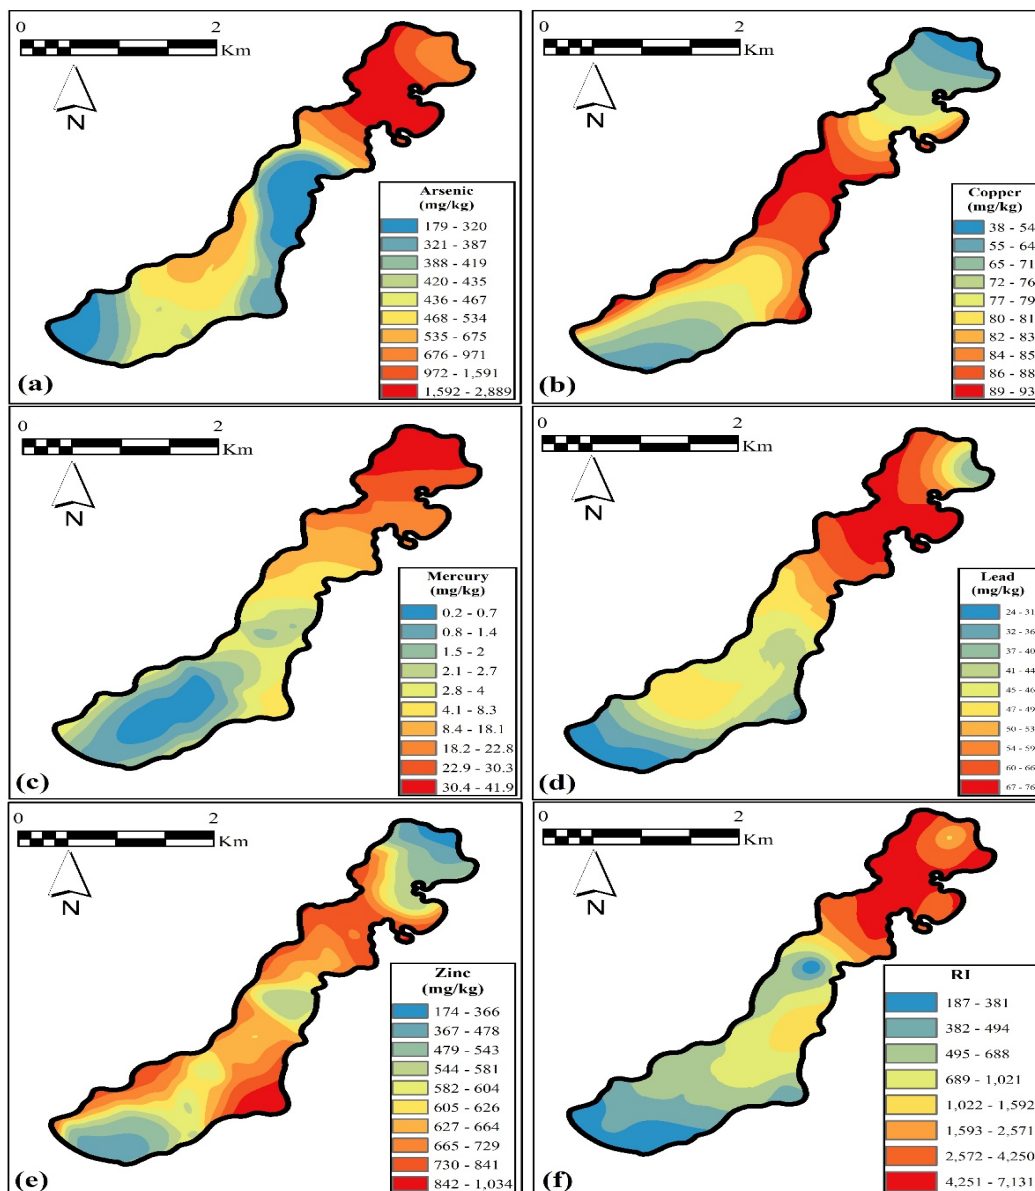 0 2
Km
N
Arsenic
(mg/kg)
179 - 320
321 - 387
388 - 419
420 - 435
436 - 467
468 - 534
535 - 675
676 - 971
972 - 1,591
1,592 - 2,889
(a)
0 2
Km
N
Copper
(mg/kg)
38 - 54
55 - 64
65 - 71
72 - 76
77 - 79
80 - 81
82 - 83
84 - 85
86 - 88
89 - 93
(b)
0 2
Km
N
Mercury
(mg/kg)
0.2 - 0.7
0.8 - 1.4
1.5 - 2
2.1 - 2.7
2.8 - 4
4.1 - 8.3
8.4 - 18.1
18.2 - 22.8
22.9 - 30.3
30.4 - 41.9
(c)
0 2
Km
N
Lead
(mg/kg)
24 - 31
32 - 36
37 - 40
41 - 44
45 - 46
47 - 49
50 - 53
54 - 59
60 - 66
67 - 76
(d)
0 2
Km
N
Zinc
(mg/kg)
174 - 366
367 - 478
479 - 543
544 - 581
582 - 604
605 - 626
627 - 664
665 - 729
730 - 841
842 - 1,034
(e)
0 2
Km
N
RI
187 - 381
382 - 494
495 - 688
689 - 1,021
1,022 - 1,592
1,593 - 2,571
2,572 - 4,250
4,251 - 7,131
(f)